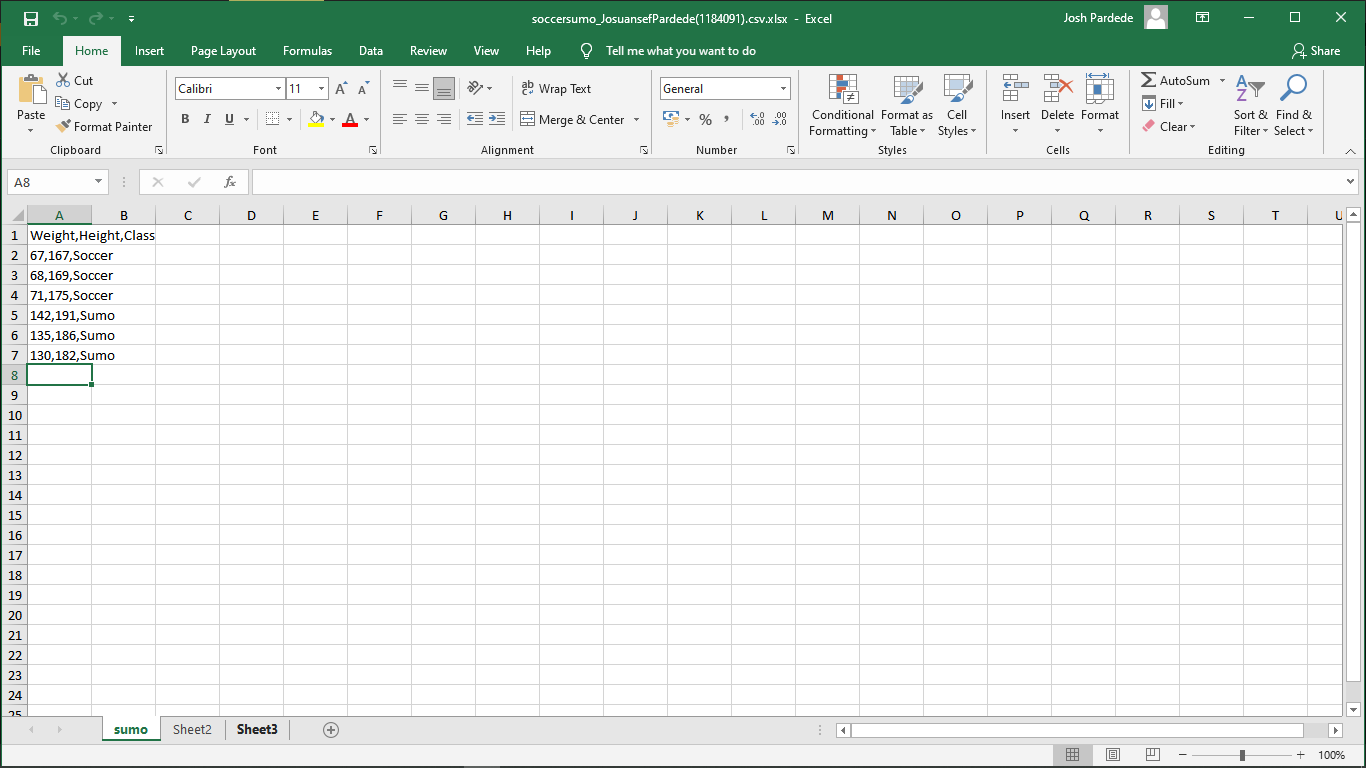 soccersumo_JosuansefPardede(1184091).csv.xlsx - Excel
Josh Pardede
File Home Insert Page Layout Formulas Data Review View Help Tell me what you want to do Share
Paste
Cut
Copy
Format Painter
Clipboard
Calibri 11
B I U A
Font
ab Wrap Text
Merge & Center
Alignment
General
% ,
Number
Conditional Formatting
Format as Table
Cell Styles
Styles
Insert Delete Format
Cells
AutoSum
Fill
Clear
Sort & Filter
Find & Select
Editing
A8 fx
A B C D E F G H I J K L M N O P Q R S T U
1 Weight,Height,Class
2 67,167,Soccer
3 68,169,Soccer
4 71,175,Soccer
5 142,191,Sumo
6 135,186,Sumo
7 130,182,Sumo
8
9
10
11
12
13
14
15
16
17
18
19
20
21
22
23
24
25
sumo Sheet2 Sheet3
100%